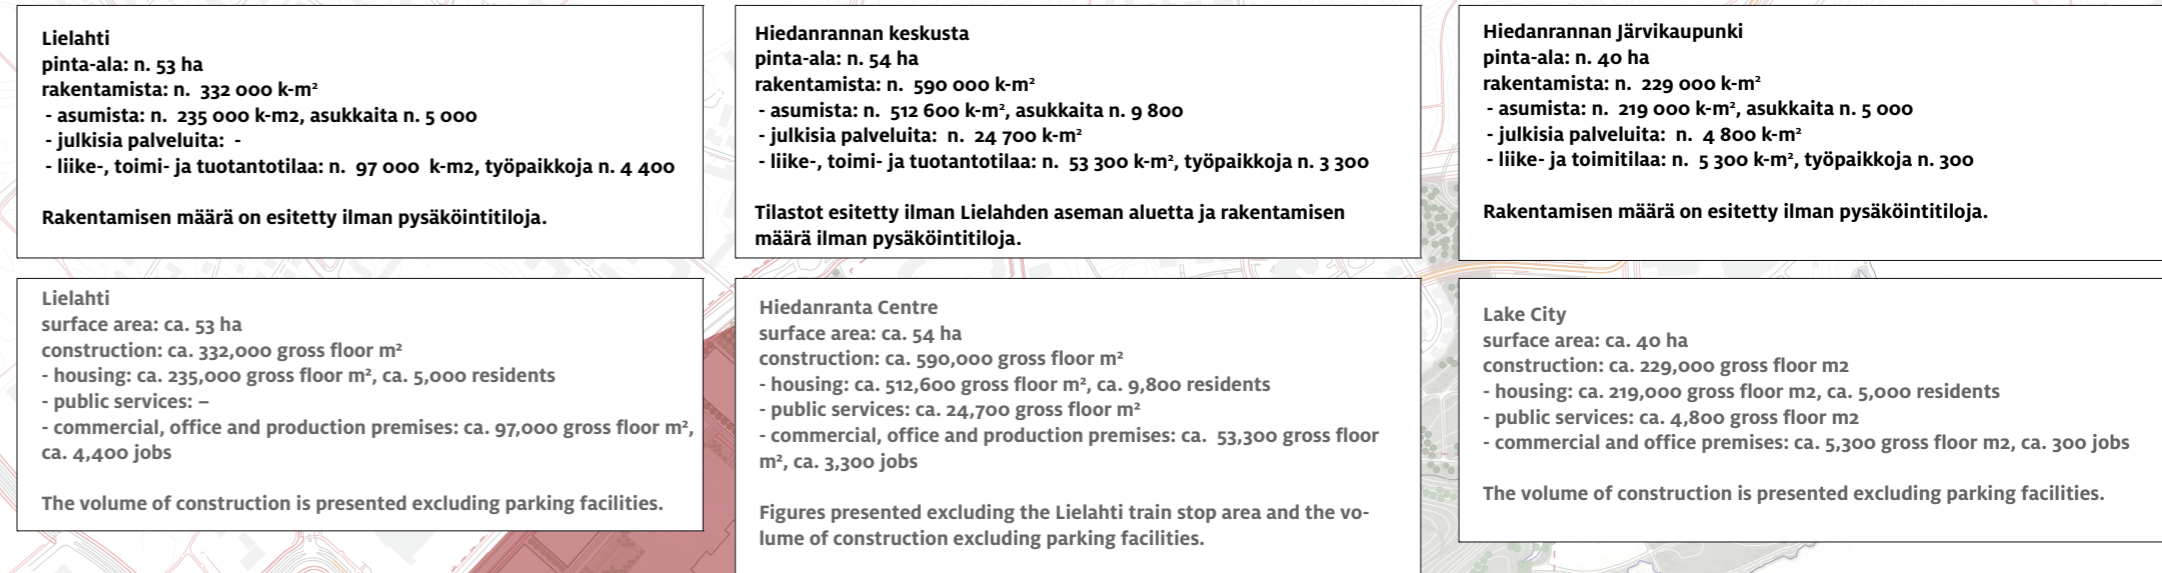 Lielahti
pinta-ala: n. 53 ha
rakentamista: n. 332 000 k-m²
- asumista: n. 235 000 k-m2, asukkaita n. 5 000
- julkisia palveluita: -
- liike-, toimi- ja tuotantotilaa: n. 97 000 k-m2, työpaikkoja n. 4 400
Rakentamisen määrä on esitetty ilman pysäköintitiloja.
Hiedanrannan keskusta
pinta-ala: n. 54 ha
rakentamista: n. 590 000 k-m²
- asumista: n. 512 600 k-m², asukkaita n. 9 800
- julkisia palveluita: n. 24 700 k-m²
- liike-, toimi- ja tuotantotilaa: n. 53 300 k-m², työpaikkoja n. 3 300
Tilastot esitetty ilman Lielahden aseman aluetta ja rakentamisen
määrä ilman pysäköintitiloja.
Hiedanrannan Järvikaupunki
pinta-ala: n. 40 ha
rakentamista: n. 229 000 k-m²
- asumista: n. 219 000 k-m², asukkaita n. 5 000
- julkisia palveluita: n. 4 800 k-m²
- liike- ja toimitilaa: n. 5 300 k-m², työpaikkoja n. 300
Rakentamisen määrä on esitetty ilman pysäköintitiloja.
Lielahti
surface area: ca. 53 ha
construction: ca. 332,000 gross floor m²
- housing: ca. 235,000 gross floor m², ca. 5,000 residents
- public services: –
- commercial, office and production premises: ca. 97,000 gross floor m²,
ca. 4,400 jobs
The volume of construction is presented excluding parking facilities.
Hiedanranta Centre
surface area: ca. 54 ha
construction: ca. 590,000 gross floor m²
- housing: ca. 512,600 gross floor m², ca. 9,800 residents
- public services: ca. 24,700 gross floor m²
- commercial, office and production premises: ca. 53,300 gross floor
m², ca. 3,300 jobs
Figures presented excluding the Lielahti train stop area and the vo-
lume of construction excluding parking facilities.
Lake City
surface area: ca. 40 ha
construction: ca. 229,000 gross floor m2
- housing: ca. 219,000 gross floor m2, ca. 5,000 residents
- public services: ca. 4,800 gross floor m2
- commercial and office premises: ca. 5,300 gross floor m2, ca. 300 jobs
The volume of construction is presented excluding parking facilities.